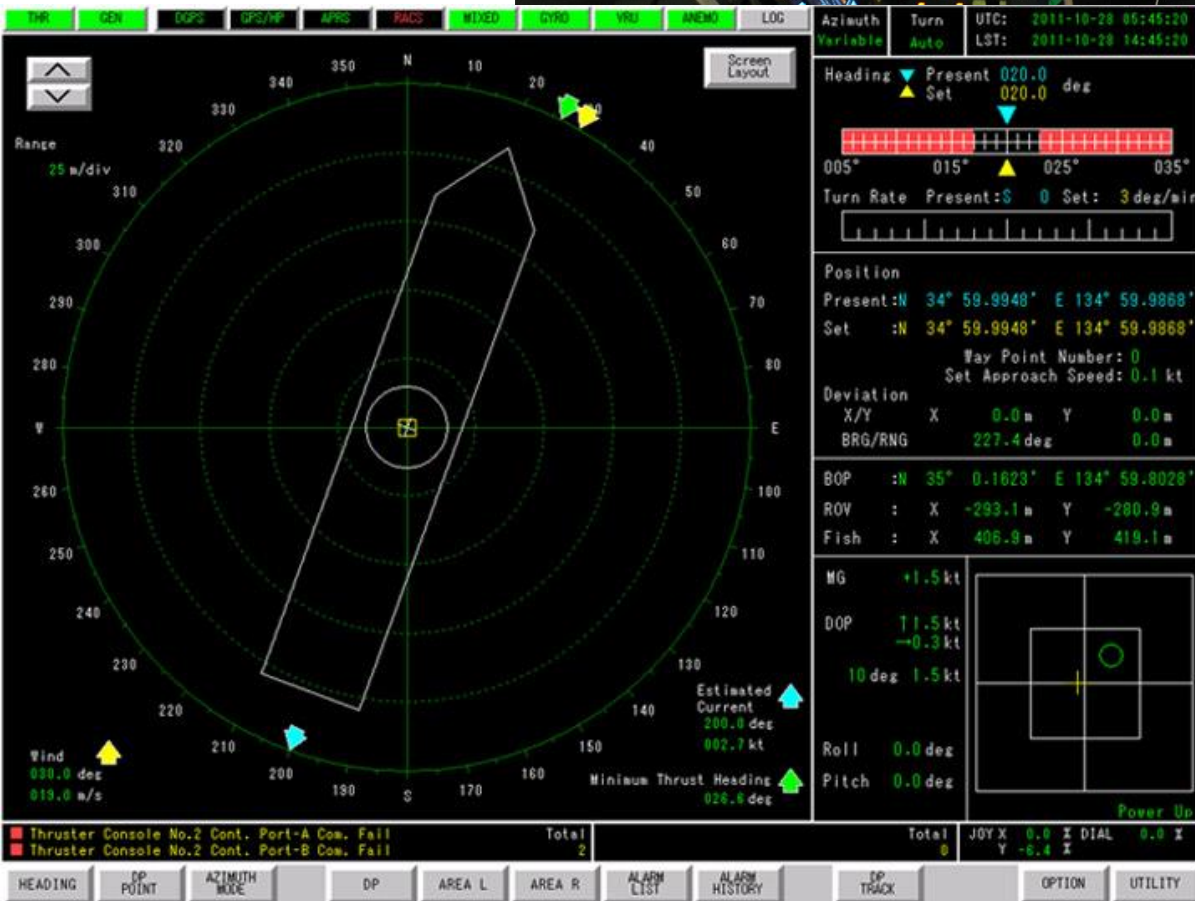 THR GEN DGPS GPS/HP APRS RACS MIXED GYRO VRU ANEMO LOG
Azimuth
Variable
Turn
Auto
UTC: 2011-10-28 05:45:20
LST: 2011-10-28 14:45:20
Screen
Layout
Range
25 m/div
N 10 20 30 40 50 60 70 80 E 100 110 120 130 140 150 160 170 S 190 200 210 220 230 240 250 260 W 280 290 300 310 320 330 340 350
Wind
030.0 deg
019.0 m/s
Estimated
Current
200.0 deg
002.7 kt
Minimum Thrust Heading
026.6 deg
Heading Present 020.0 deg
Set 020.0
005° 015° 025° 035°
Turn Rate Present:S 0 Set: 3 deg/min
Position
Present:N 34° 59.9948' E 134° 59.9868'
Set :N 34° 59.9948' E 134° 59.9868'
Way Point Number: 0
Set Approach Speed: 0.1 kt
Deviation
X/Y X 0.0 m Y 0.0 m
BRG/RNG 227.4 deg 0.0 m
BOP :N 35° 0.1623' E 134° 59.8028'
ROV : X -293.1 m Y -280.9 m
Fish : X 406.9 m Y 419.1 m
MG +1.5 kt
DOP ↑1.5 kt
→0.3 kt
10 deg 1.5 kt
Roll 0.0 deg
Pitch 0.0 deg
Power Up
Thruster Console No.2 Cont. Port-A Com. Fail Total
Thruster Console No.2 Cont. Port-B Com. Fail 2
Total
0
JOY X 0.0 % DIAL 0.0 %
Y -6.4 %
HEADING
DP
POINT
AZIMUTH
MODE
DP
AREA L
AREA R
ALARM
LIST
ALARM
HISTORY
DP
TRACK
OPTION
UTILITY